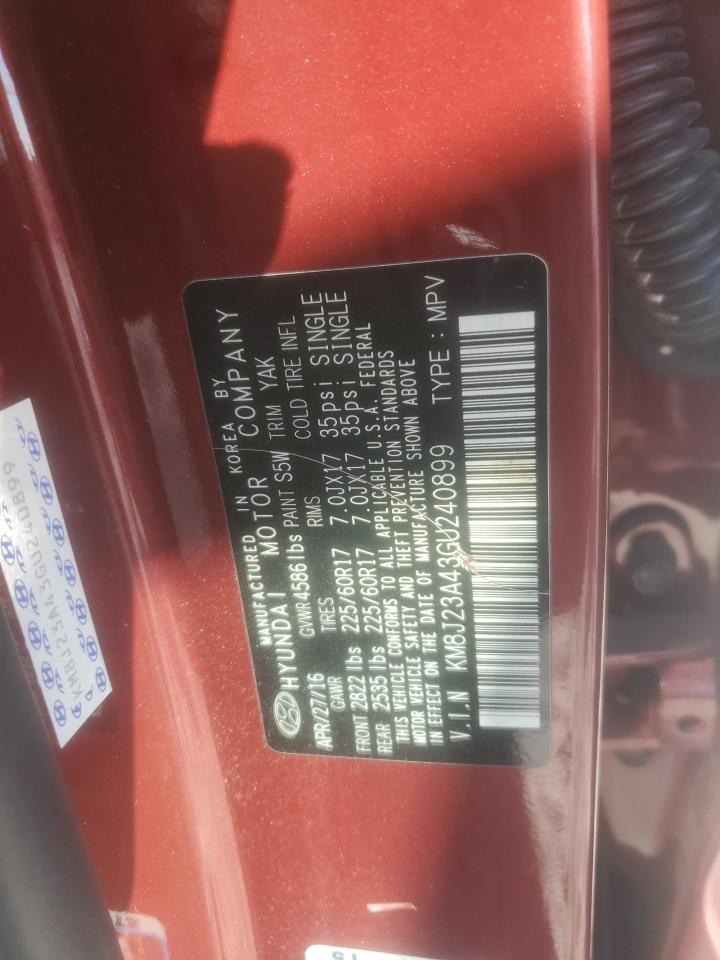 MANUFACTURED IN KOREA BY
HYUNDAI MOTOR COMPANY
APR/27/16 GVWR 4586 lbs PAINT S5W TRIM YAK
GAWR TIRES RIMS COLD TIRE INFL
FRONT 2822 lbs 225/60R17 7.0JX17 35psi SINGLE
REAR 2535 lbs 225/60R17 7.0JX17 35psi SINGLE
THIS VEHICLE CONFORMS TO ALL APPLICABLE U.S.A. FEDERAL
MOTOR VEHICLE SAFETY AND THEFT PREVENTION STANDARDS
IN EFFECT ON THE DATE OF MANUFACTURE SHOWN ABOVE
V.I.N KM8J23A43GU240899 TYPE : MPV
KM8J23A43GU240899